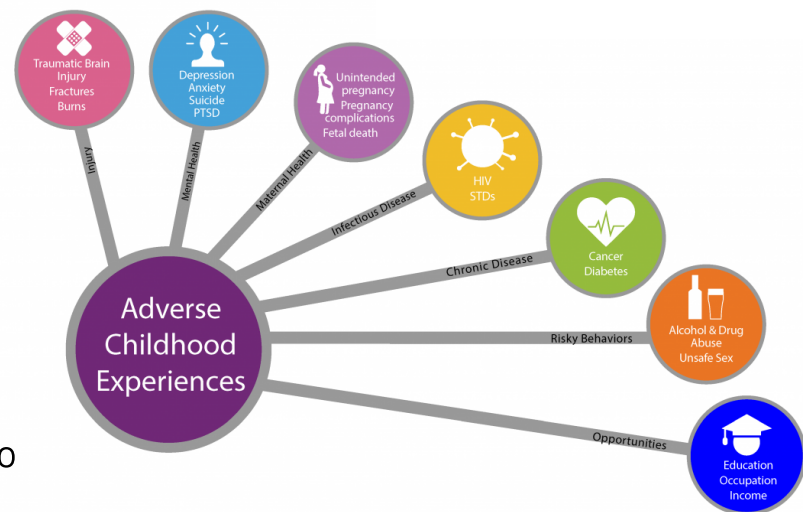 Traumatic Brain
Injury
Fractures
Burns
Injury
Depression
Anxiety
Suicide
PTSD
Mental Health
Unintended
pregnancy
Pregnancy
complications
Fetal death
Maternal Health
HIV
STDs
Infectious Disease
Cancer
Diabetes
Chronic Disease
Alcohol & Drug
Abuse
Unsafe Sex
Risky Behaviors
Education
Occupation
Income
Opportunities
Adverse
Childhood
Experiences
o